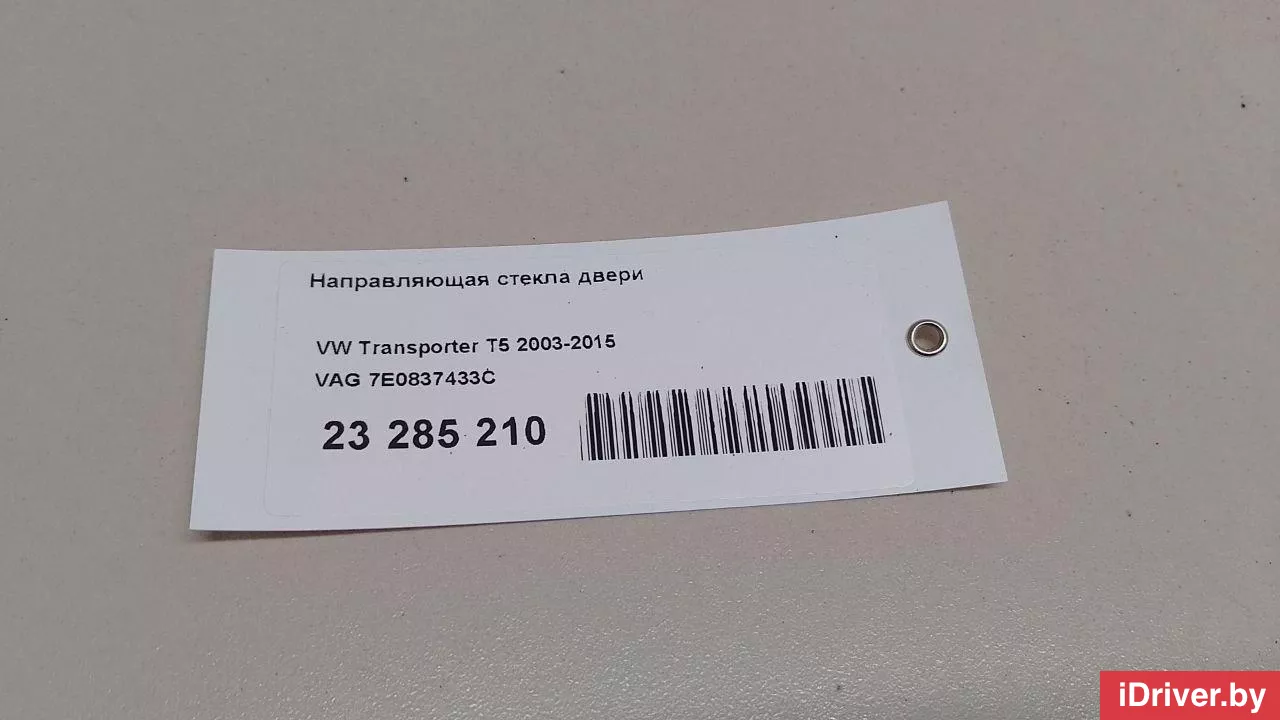 Направляющая стекла двери
VW Transporter T5 2003-2015
VAG 7E0837433C
23 285 210
iDriver.by